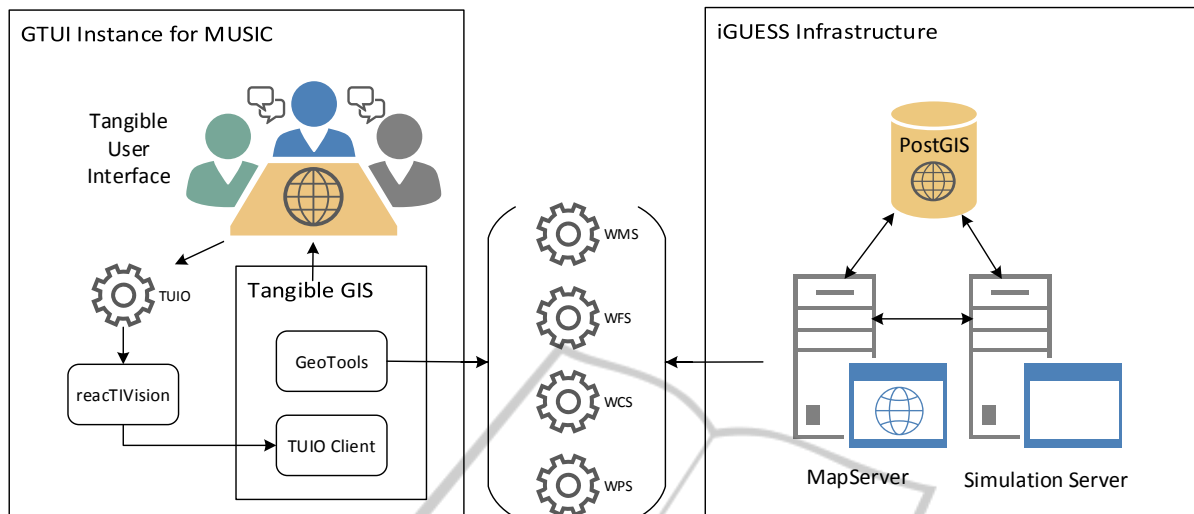 GTUI Instance for MUSIC
Tangible
User
Interface
TUIO
reacTIVision
Tangible GIS
GeoTools
TUIO Client
WMS
WFS
WCS
WPS
iGUESS Infrastructure
PostGIS
MapServer
Simulation Server